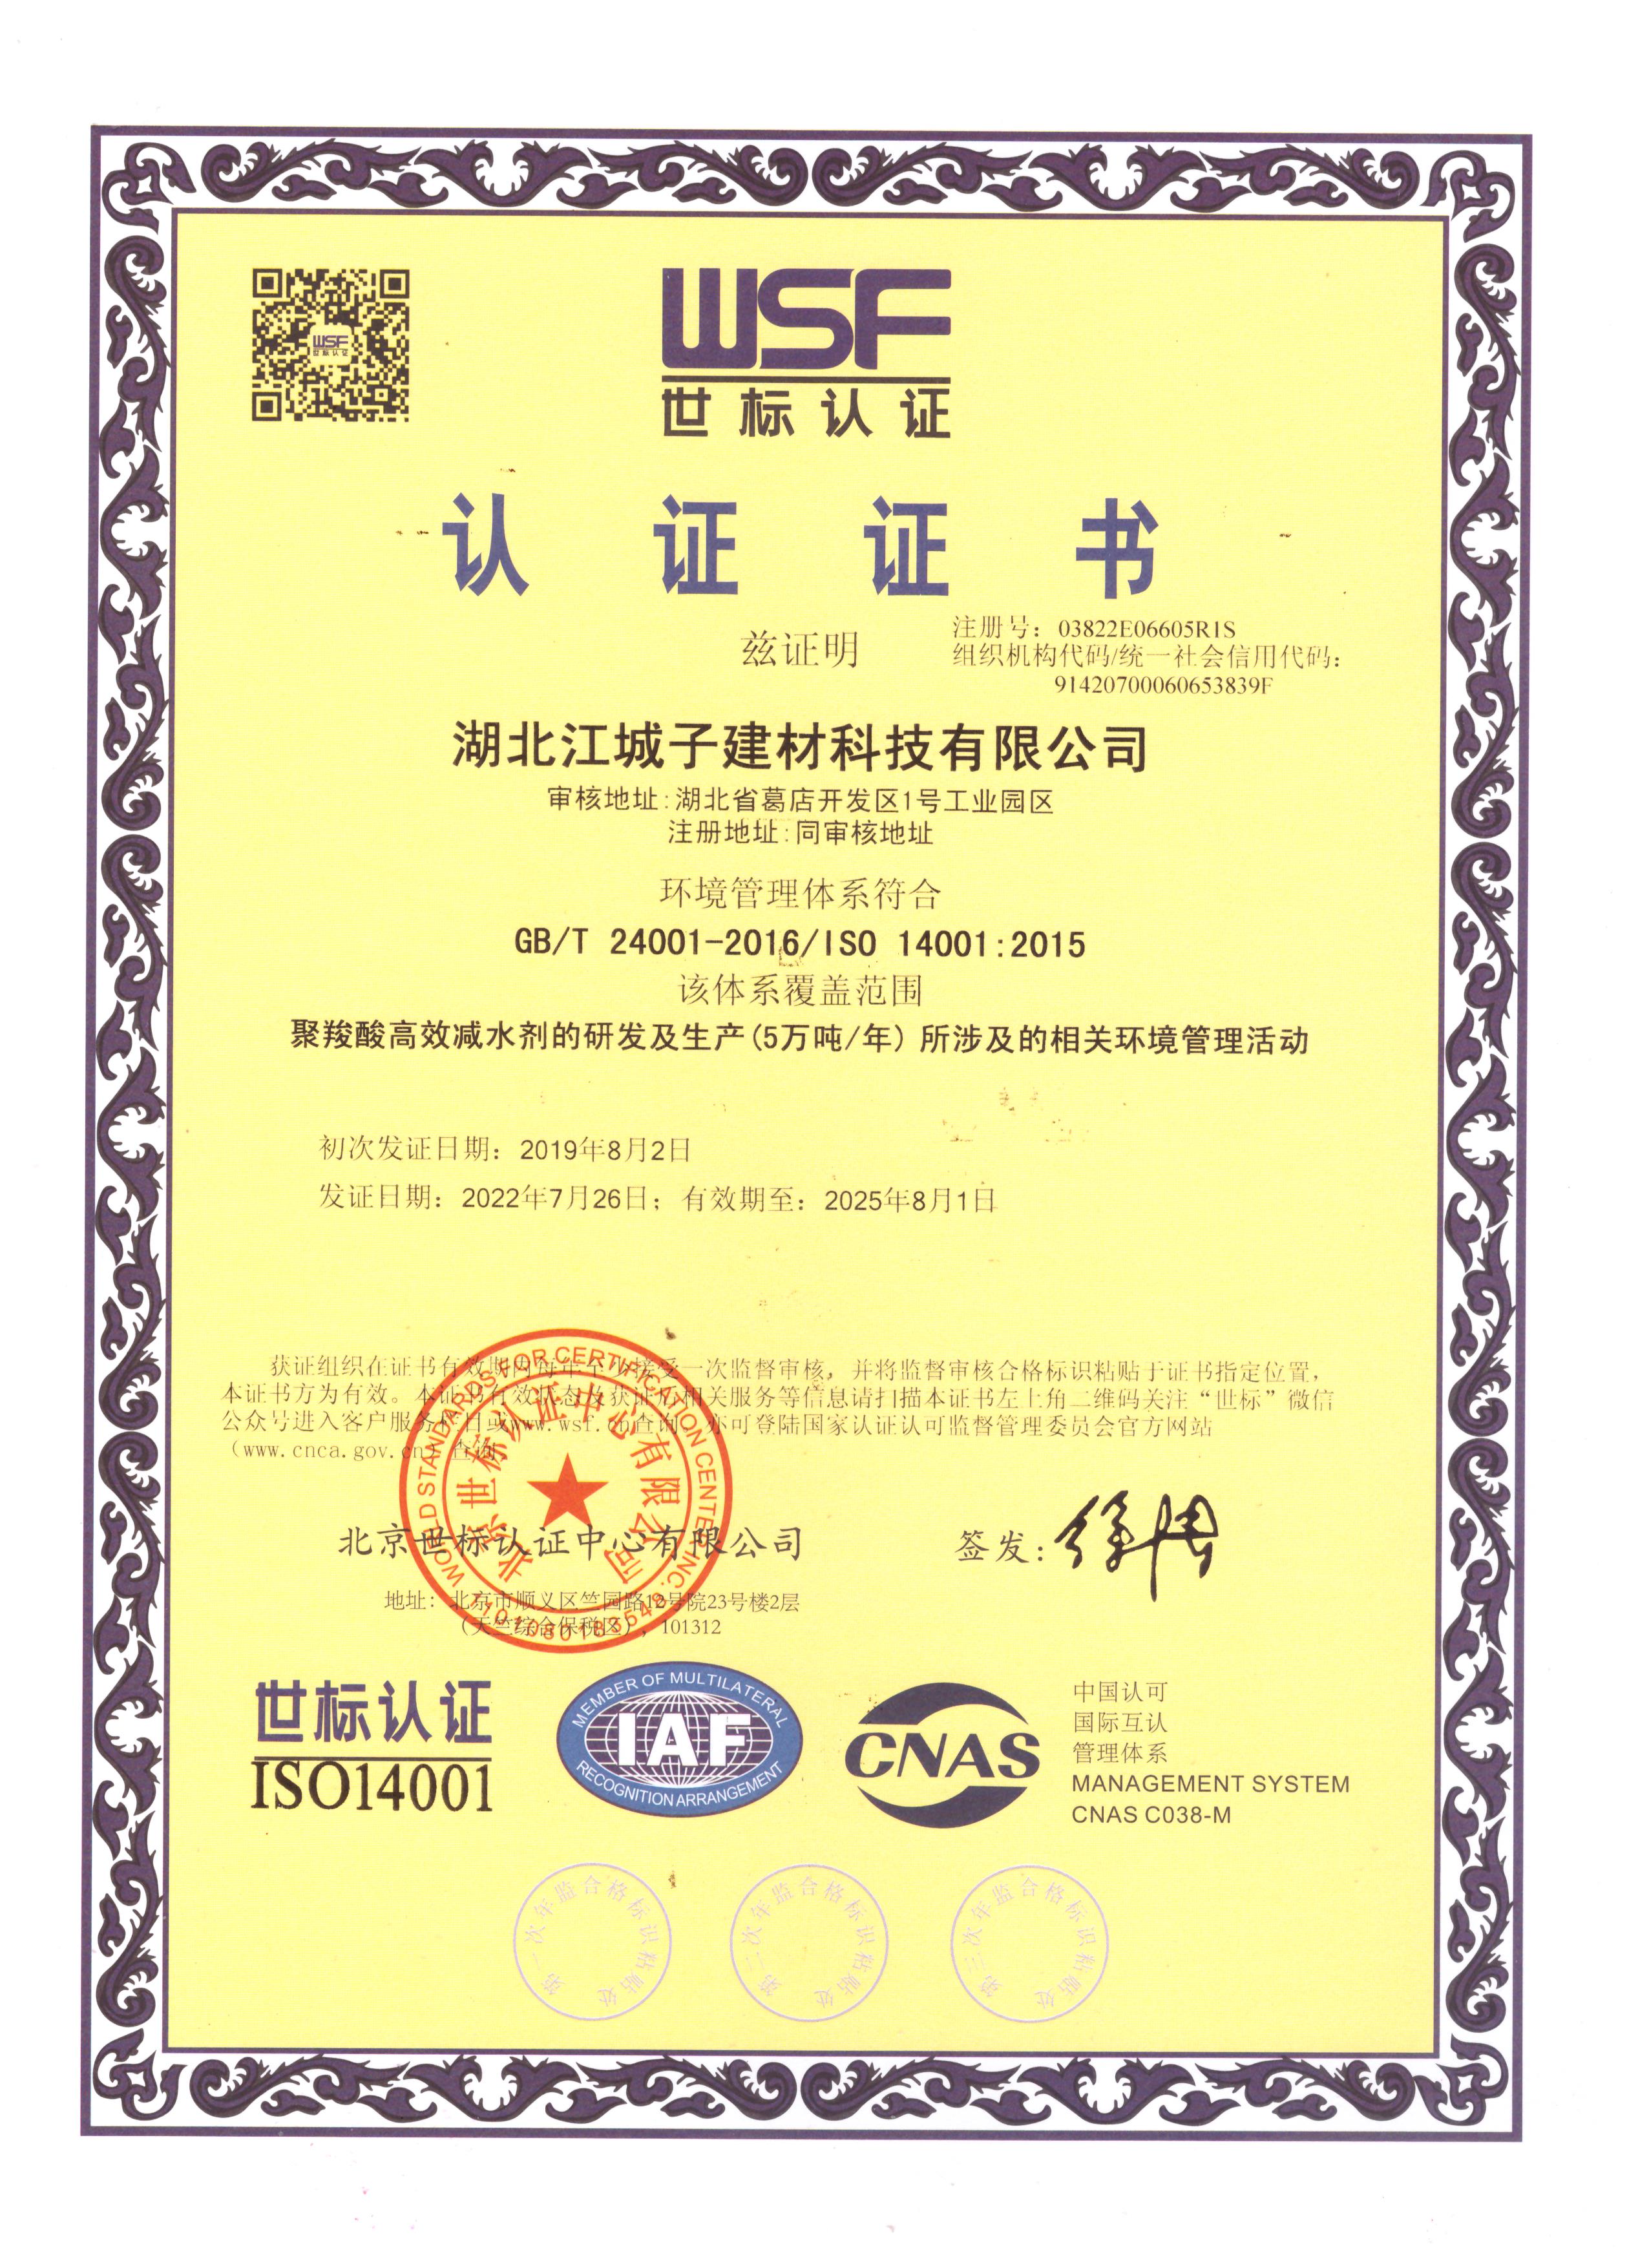 WSF
世标认证
WSF
世标认证
认证证书
兹证明
注册号：03822E06605R1S
组织机构代码/统一社会信用代码：
91420700060653839F
湖北江城子建材科技有限公司
审核地址:湖北省葛店开发区1号工业园区
注册地址:同审核地址
环境管理体系符合
GB/T 24001-2016/ISO 14001:2015
该体系覆盖范围
聚羧酸高效减水剂的研发及生产(5万吨/年)所涉及的相关环境管理活动
初次发证日期：2019年8月2日
发证日期：2022年7月26日；有效期至：2025年8月1日
获证组织在证书有效期内每年至少接受一次监督审核，并将监督审核合格标识粘贴于证书指定位置，
本证书方为有效。本证书有效状态及获证后相关服务等信息请扫描本证书左上角二维码关注“世标”微信
公众号进入客户服务栏目或www.wsf.cn查询。亦可登陆国家认证认可监督管理委员会官方网站
（www.cnca.gov.cn）查询
WORLD STANDARDS FOR CERTIFICATION CENTER INC.
北京世标认证中心有限公司
北京世标认证中心有限公司
签发:
地址：北京市顺义区竺园路12号院23号楼2层
（天竺综合保税区），101312
世标认证
ISO14001
MEMBER OF MULTILATERAL
IAF
RECOGNITION ARRANGEMENT
CNAS
中国认可
国际互认
管理体系
MANAGEMENT SYSTEM
CNAS C038-M
第一次年监合格标识粘贴处
第二次年监合格标识粘贴处
第三次年监合格标识粘贴处